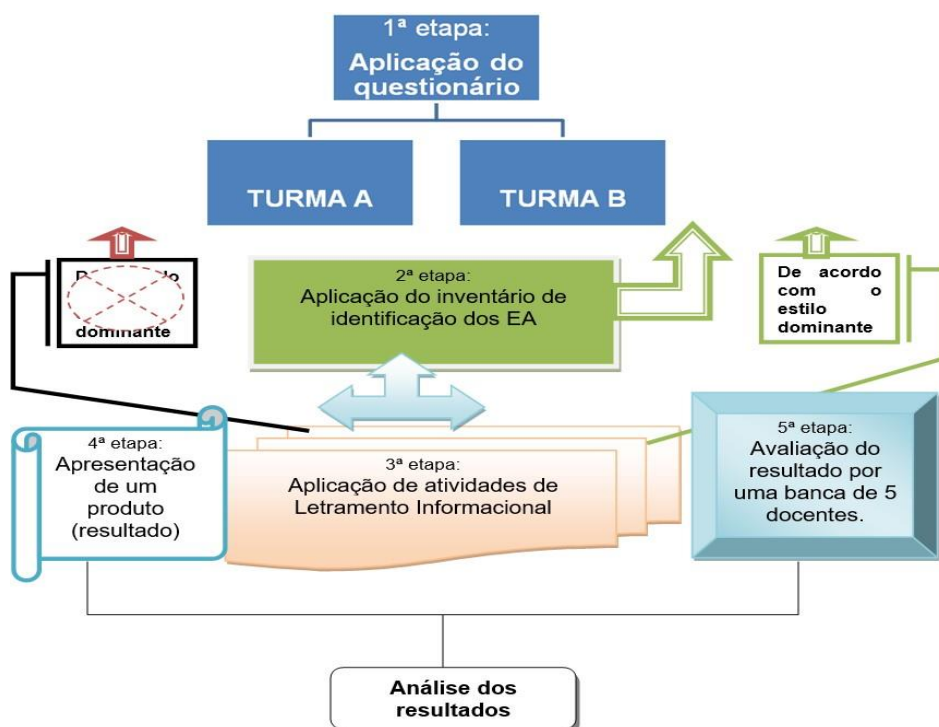 1ª etapa:
Aplicação do
questionário
TURMA A
TURMA B
dominante
2ª etapa:
Aplicação do inventário de
identificação dos EA
De acordo
com o
estilo
dominante
4ª etapa:
Apresentação
de um
produto
(resultado)
3ª etapa:
Aplicação de atividades de
Letramento Informacional
5ª etapa:
Avaliação do
resultado por
uma banca de 5
docentes.
Análise dos
resultados